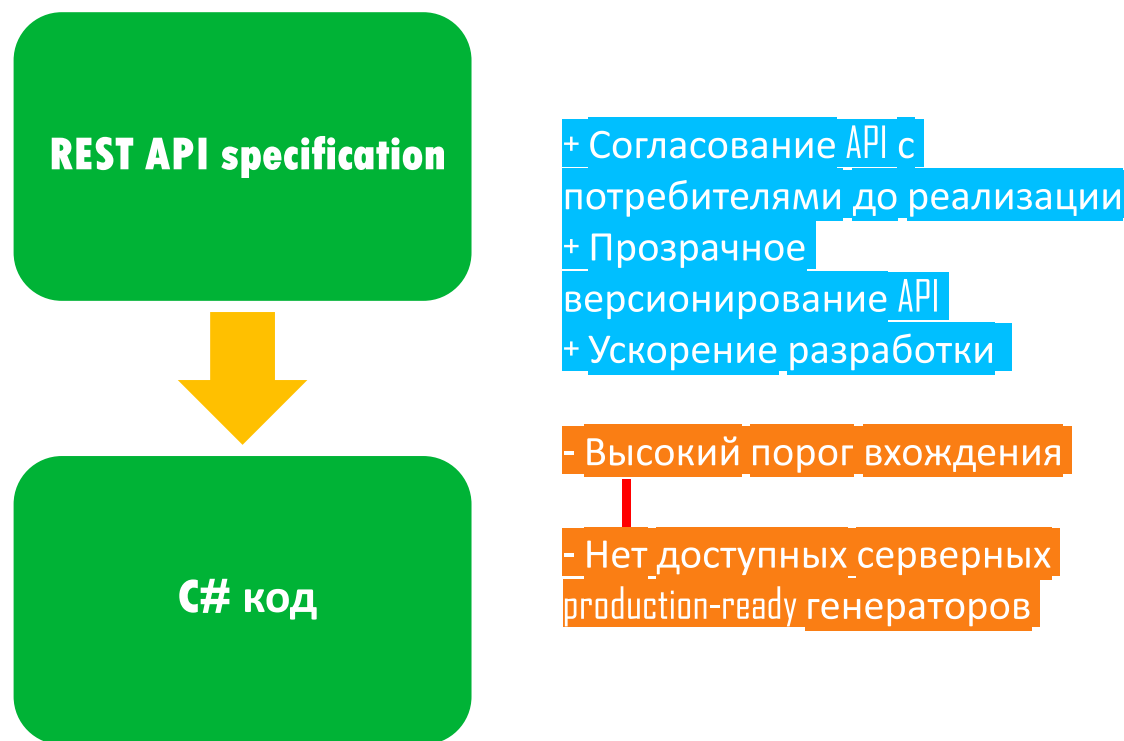 REST API specification
C# код
+ Согласование API с
потребителями до реализации
+ Прозрачное
версионирование API
+ Ускорение разработки
- Высокий порог вхождения
- Нет доступных серверных
production-ready генераторов